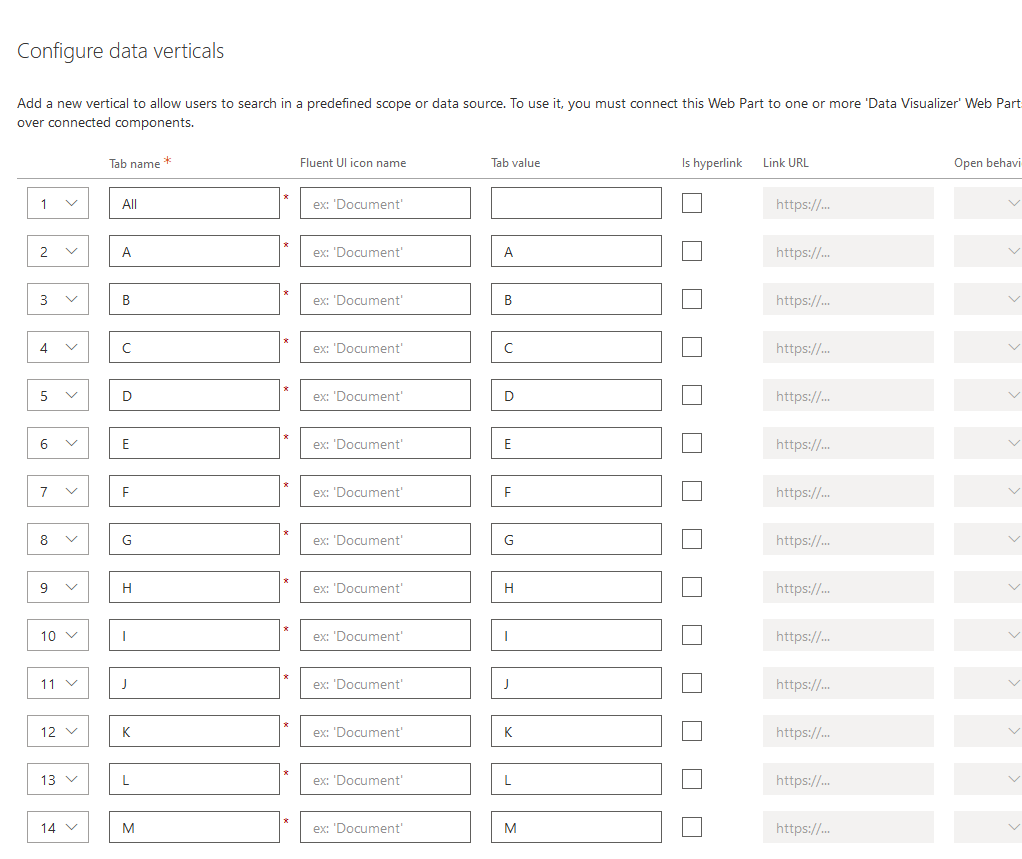 Configure data verticals
Add a new vertical to allow users to search in a predefined scope or data source. To use it, you must connect this Web Part to one or more 'Data Visualizer' Web Part
over connected components.
Tab name * Fluent UI icon name Tab value Is hyperlink Link URL Open behavi
1 All * ex: 'Document' https://...
2 A * ex: 'Document' A https://...
3 B * ex: 'Document' B https://...
4 C * ex: 'Document' C https://...
5 D * ex: 'Document' D https://...
6 E * ex: 'Document' E https://...
7 F * ex: 'Document' F https://...
8 G * ex: 'Document' G https://...
9 H * ex: 'Document' H https://...
10 I * ex: 'Document' I https://...
11 J * ex: 'Document' J https://...
12 K * ex: 'Document' K https://...
13 L * ex: 'Document' L https://...
14 M * ex: 'Document' M https://...